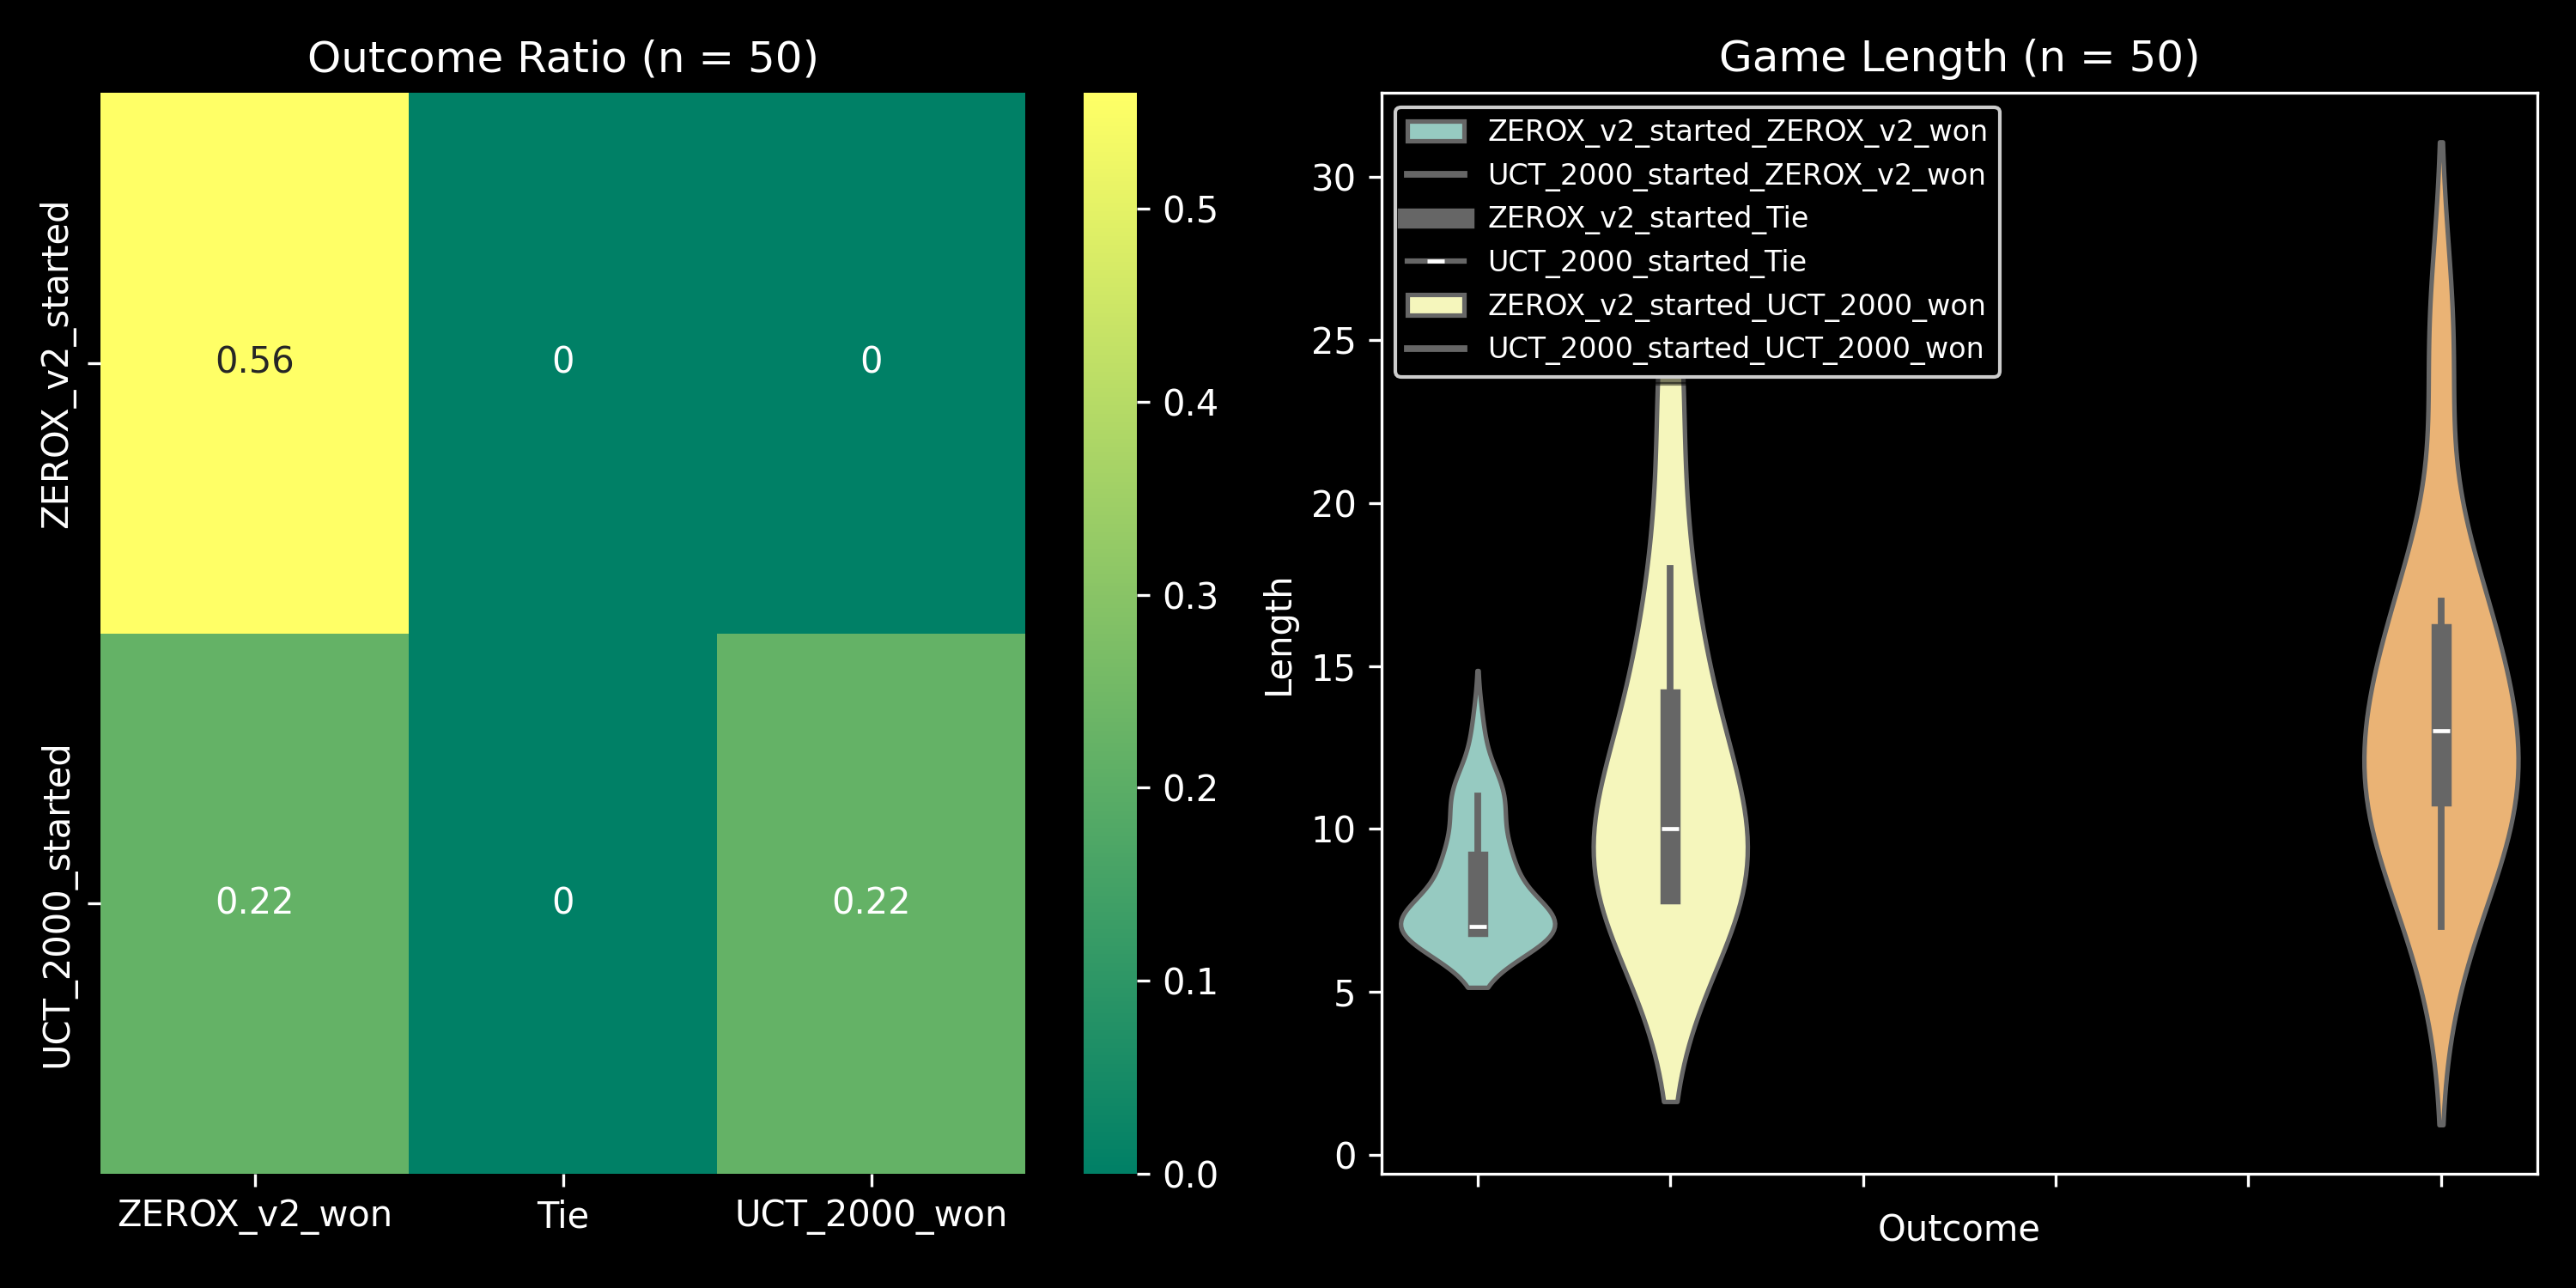 Outcome Ratio (n = 50)
ZEROX_v2_started
UCT_2000_started
0.56
0
0
0.22
0
0.22
ZEROX_v2_won
Tie
UCT_2000_won
0.5
0.4
0.3
0.2
0.1
0.0
Game Length (n = 50)
ZEROX_v2_started_ZEROX_v2_won
UCT_2000_started_ZEROX_v2_won
ZEROX_v2_started_Tie
UCT_2000_started_Tie
ZEROX_v2_started_UCT_2000_won
UCT_2000_started_UCT_2000_won
Length
30
25
20
15
10
5
0
Outcome